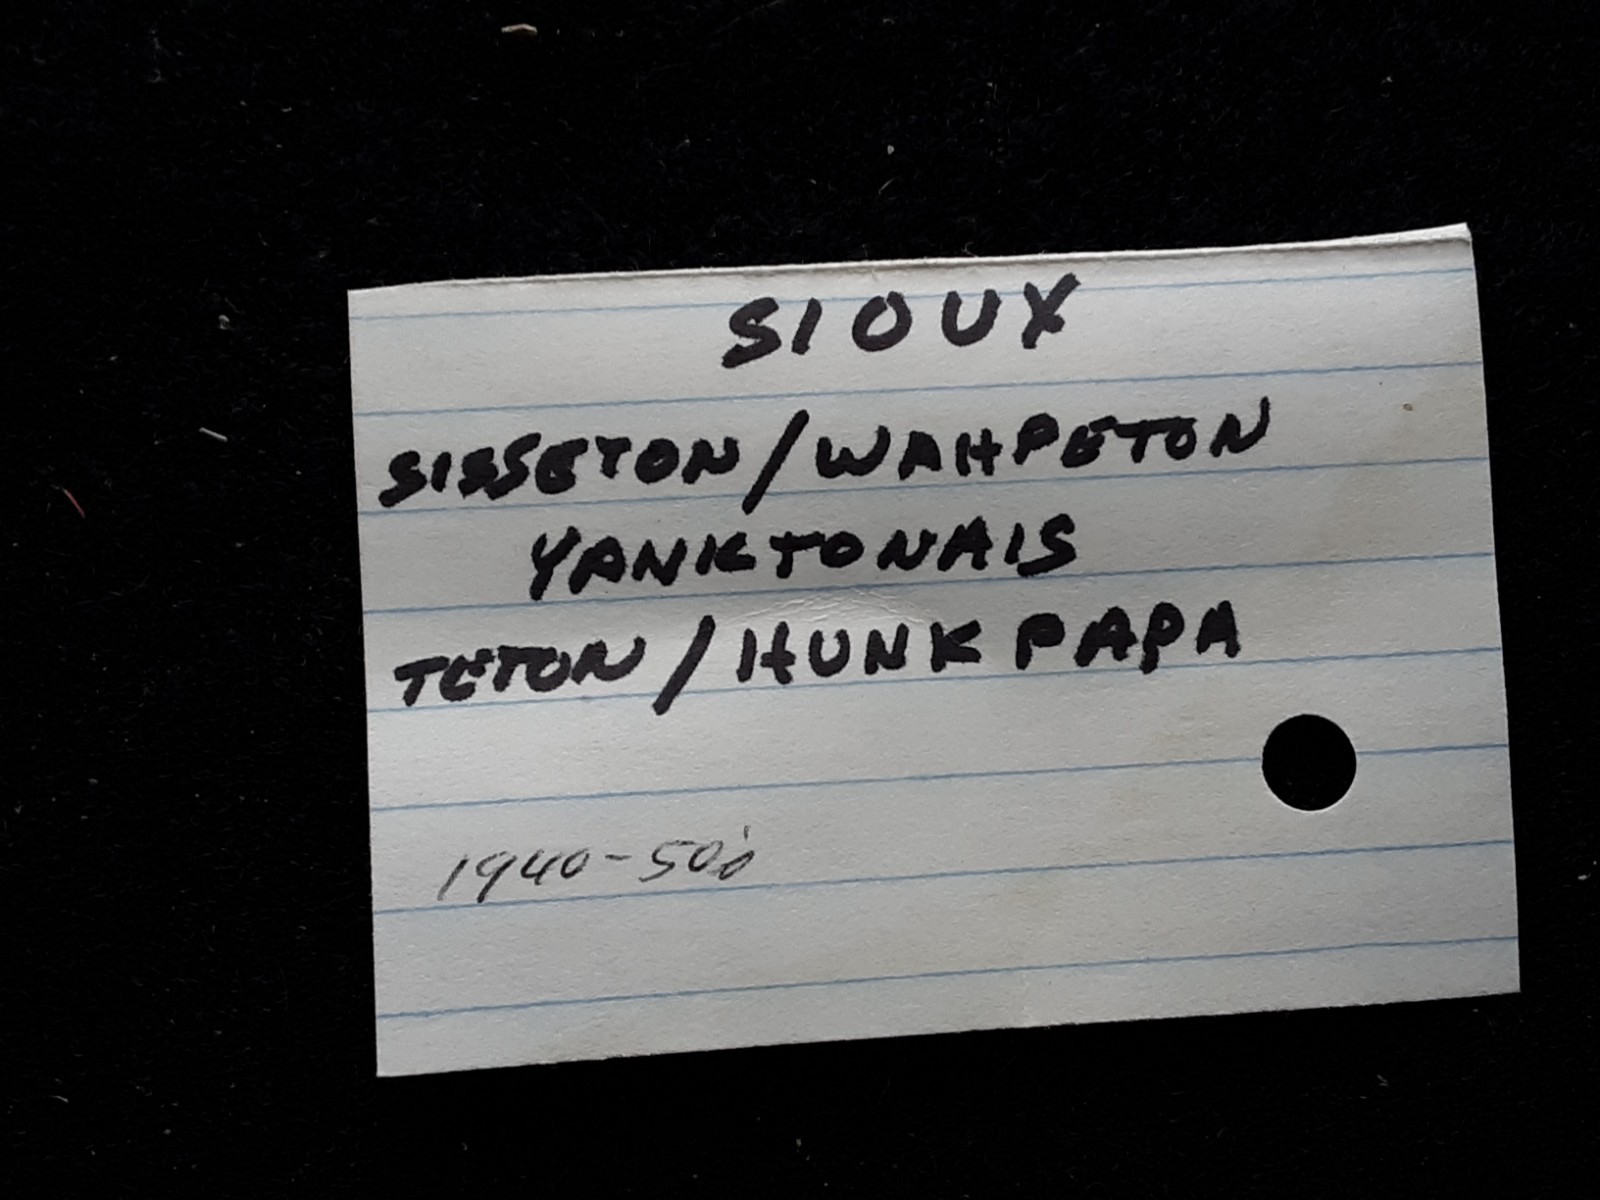 SIOUX
SISSETON/WAHPETON
YANKTONAIS
TETON/HUNKPAPA
1940-50's